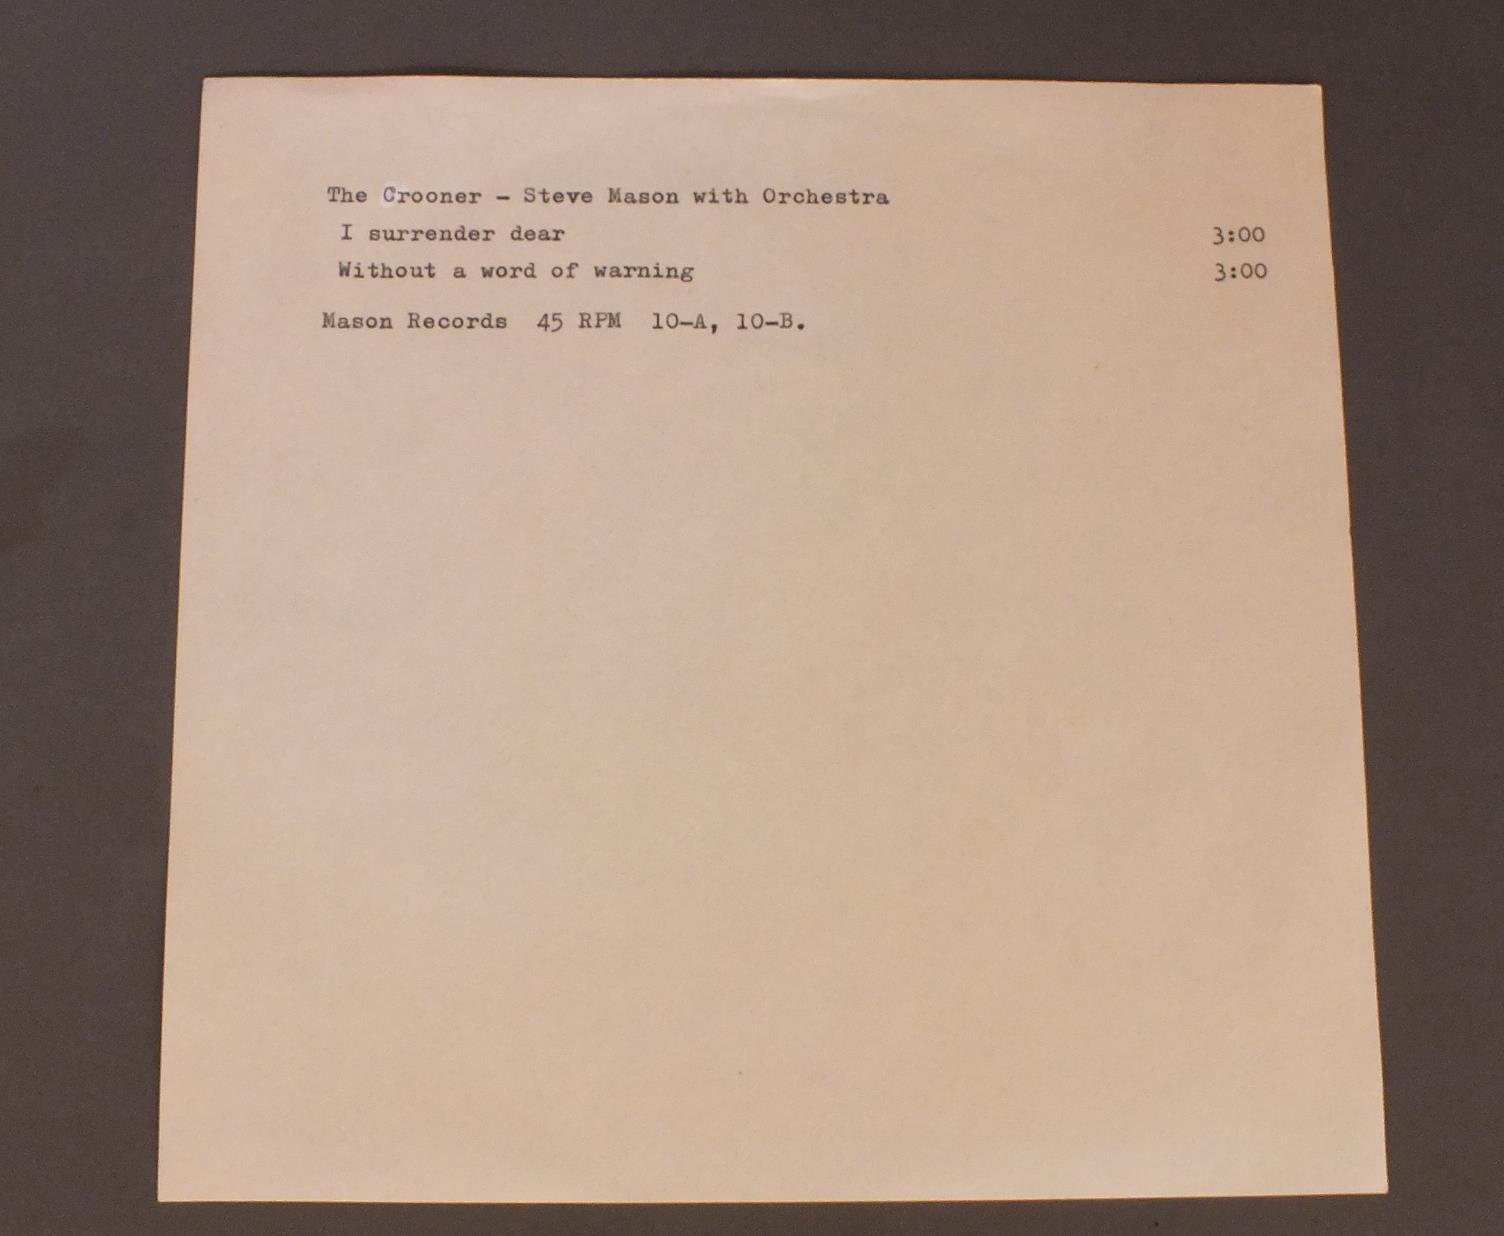 The Crooner – Steve Mason with Orchestra
I surrender dear 3:00
Without a word of warning 3:00
Mason Records 45 RPM 10-A, 10-B.